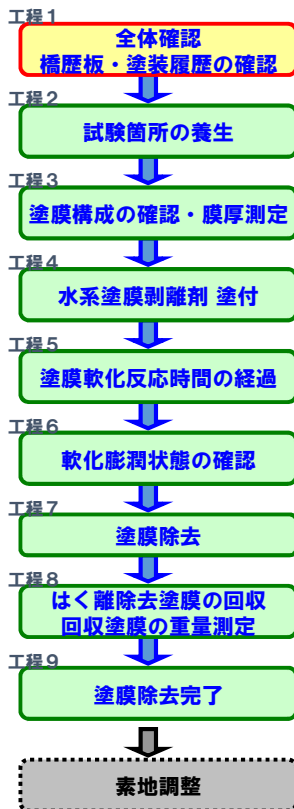 工程1
全体確認
橋歴板・塗装履歴の確認
工程2
試験箇所の養生
工程3
塗膜構成の確認・膜厚測定
工程4
水系塗膜剥離剤 塗付
工程5
塗膜軟化反応時間の経過
工程6
軟化膨潤状態の確認
工程7
塗膜除去
工程8
はく離除去塗膜の回収
回収塗膜の重量測定
工程9
塗膜除去完了
素地調整